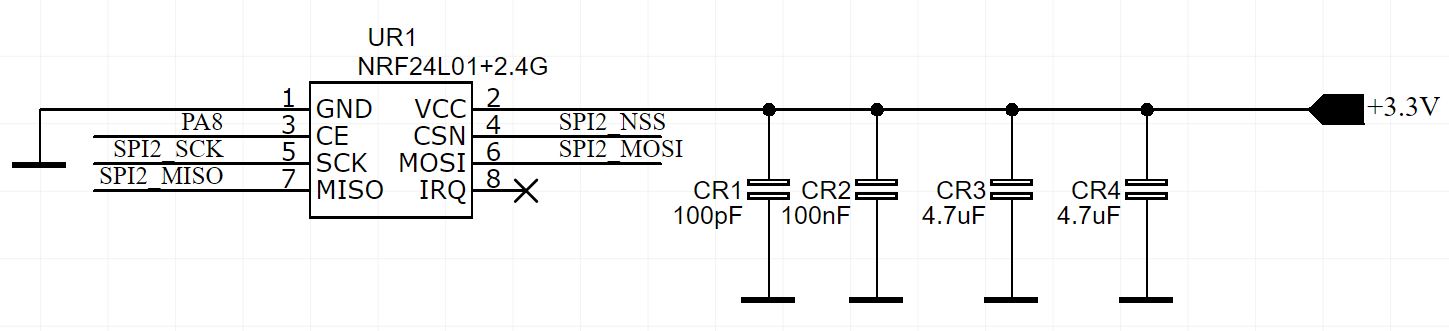 UR1
NRF24L01+2.4G
1 GND VCC 2
PA8 3 CE CSN 4 SPI2_NSS
SPI2_SCK 5 SCK MOSI 6 SPI2_MOSI
SPI2_MISO 7 MISO IRQ 8
+3.3V
CR1 CR2 CR3 CR4
100pF 100nF 4.7uF 4.7uF